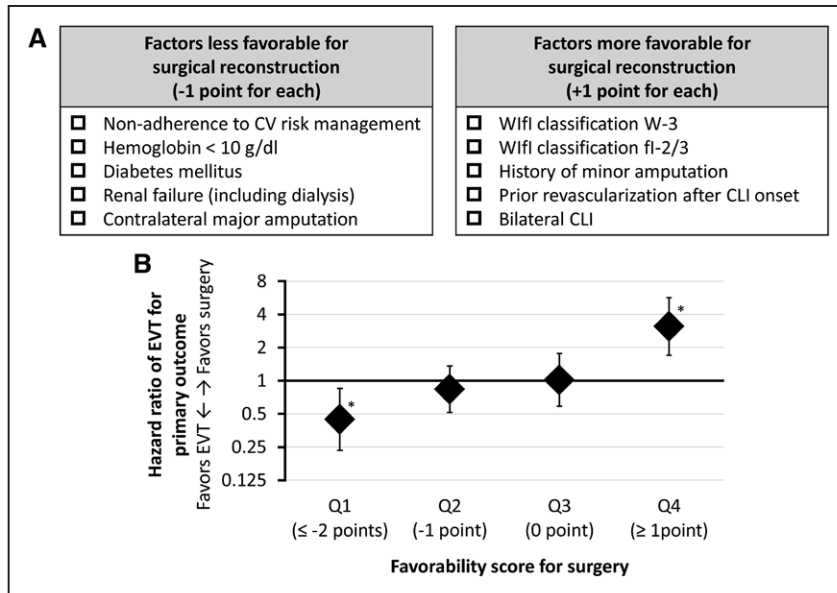 A
Factors less favorable for
surgical reconstruction
(-1 point for each)
Non-adherence to CV risk management
Hemoglobin < 10 g/dl
Diabetes mellitus
Renal failure (including dialysis)
Contralateral major amputation
Factors more favorable for
surgical reconstruction
(+1 point for each)
WIfI classification W-3
WIfI classification fI-2/3
History of minor amputation
Prior revascularization after CLI onset
Bilateral CLI
B
Hazard ratio of EVT for
primary outcome
Favors EVT ← → Favors surgery
8
4
2
1
0.5
0.25
0.125
*
*
Q1
(≤ -2 points)
Q2
(-1 point)
Q3
(0 point)
Q4
(≥ 1point)
Favorability score for surgery